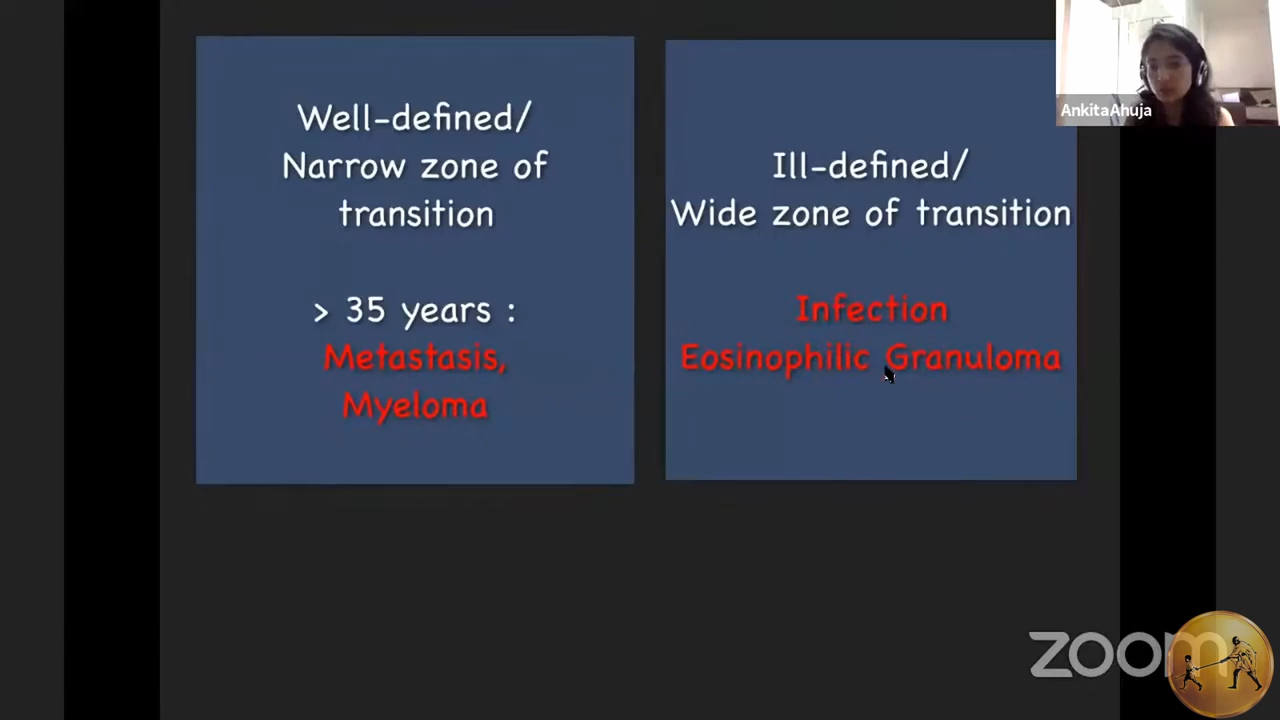 Well-defined/
Narrow zone of
transition
> 35 years :
Metastasis,
Myeloma
Ill-defined/
Wide zone of transition
Infection
Eosinophilic Granuloma
AnkitaAhuja
zoom